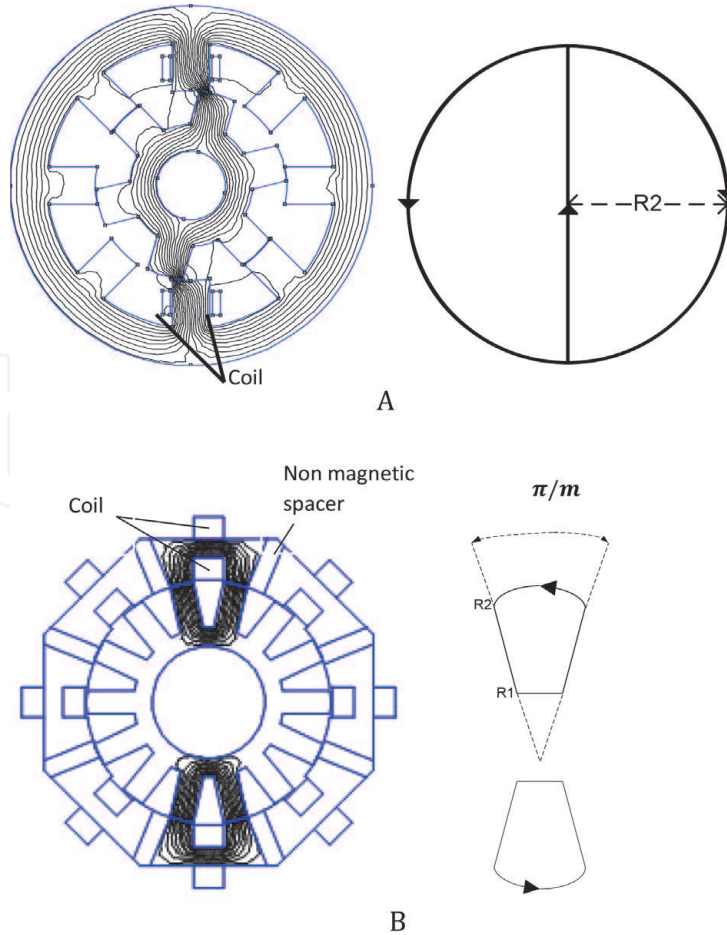 R2
Coil
A
Non magnetic
spacer
Coil
π/m
R2
R1
B